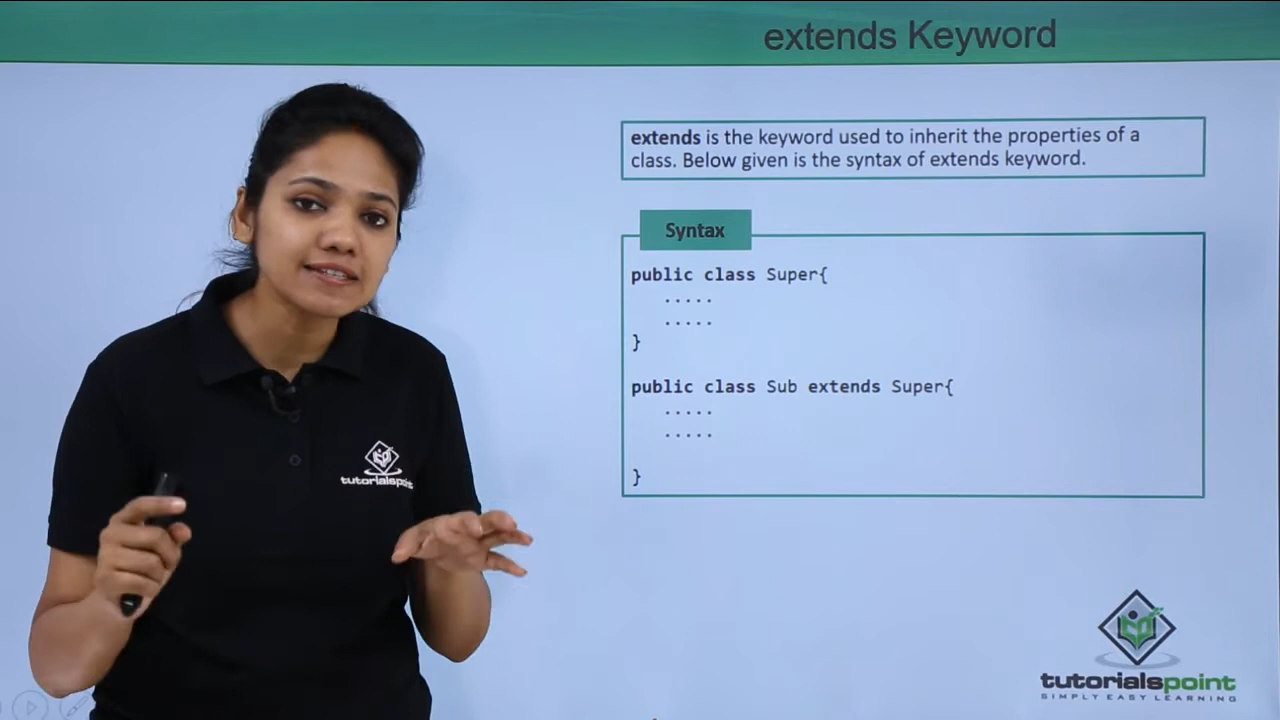 extends Keyword
extends is the keyword used to inherit the properties of a
class. Below given is the syntax of extends keyword.
Syntax
public class Super{
.....
.....
}
public class Sub extends Super{
.....
.....
}
tutorialspoint
tutorialspoint
SIMPLY EASY LEARNING